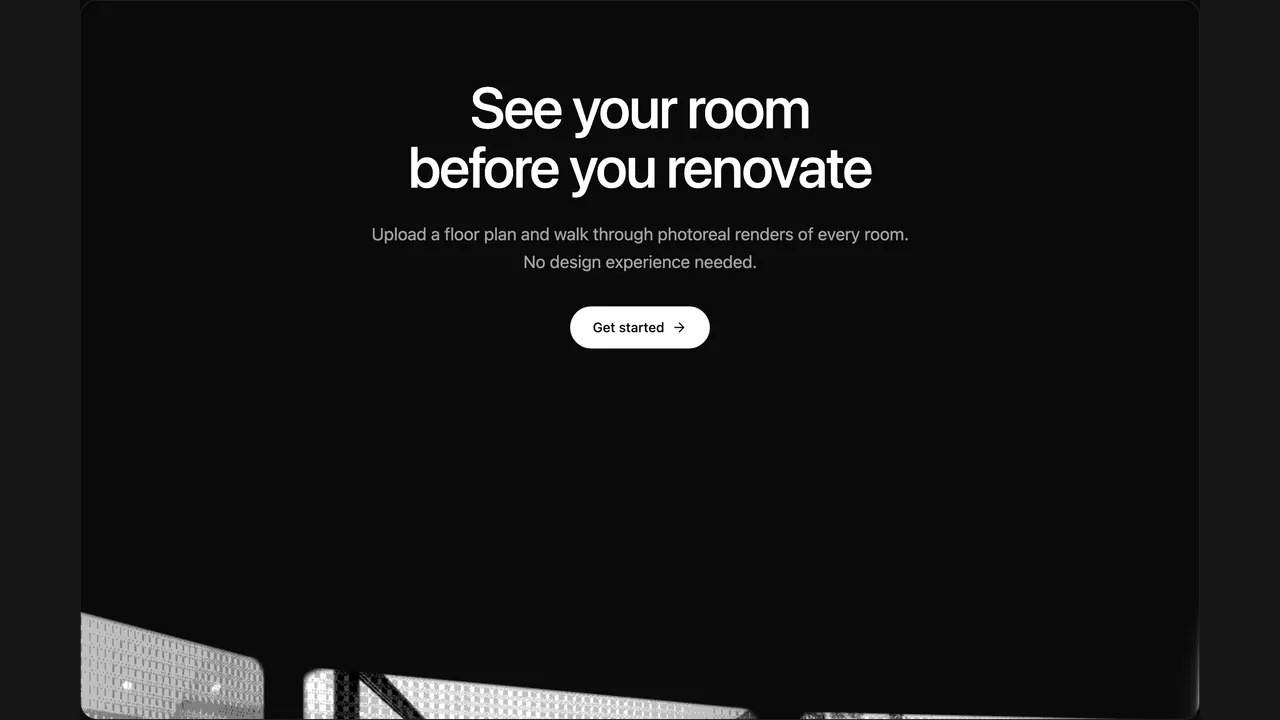 See your room
before you renovate
Upload a floor plan and walk through photoreal renders of every room.
No design experience needed.
Get started